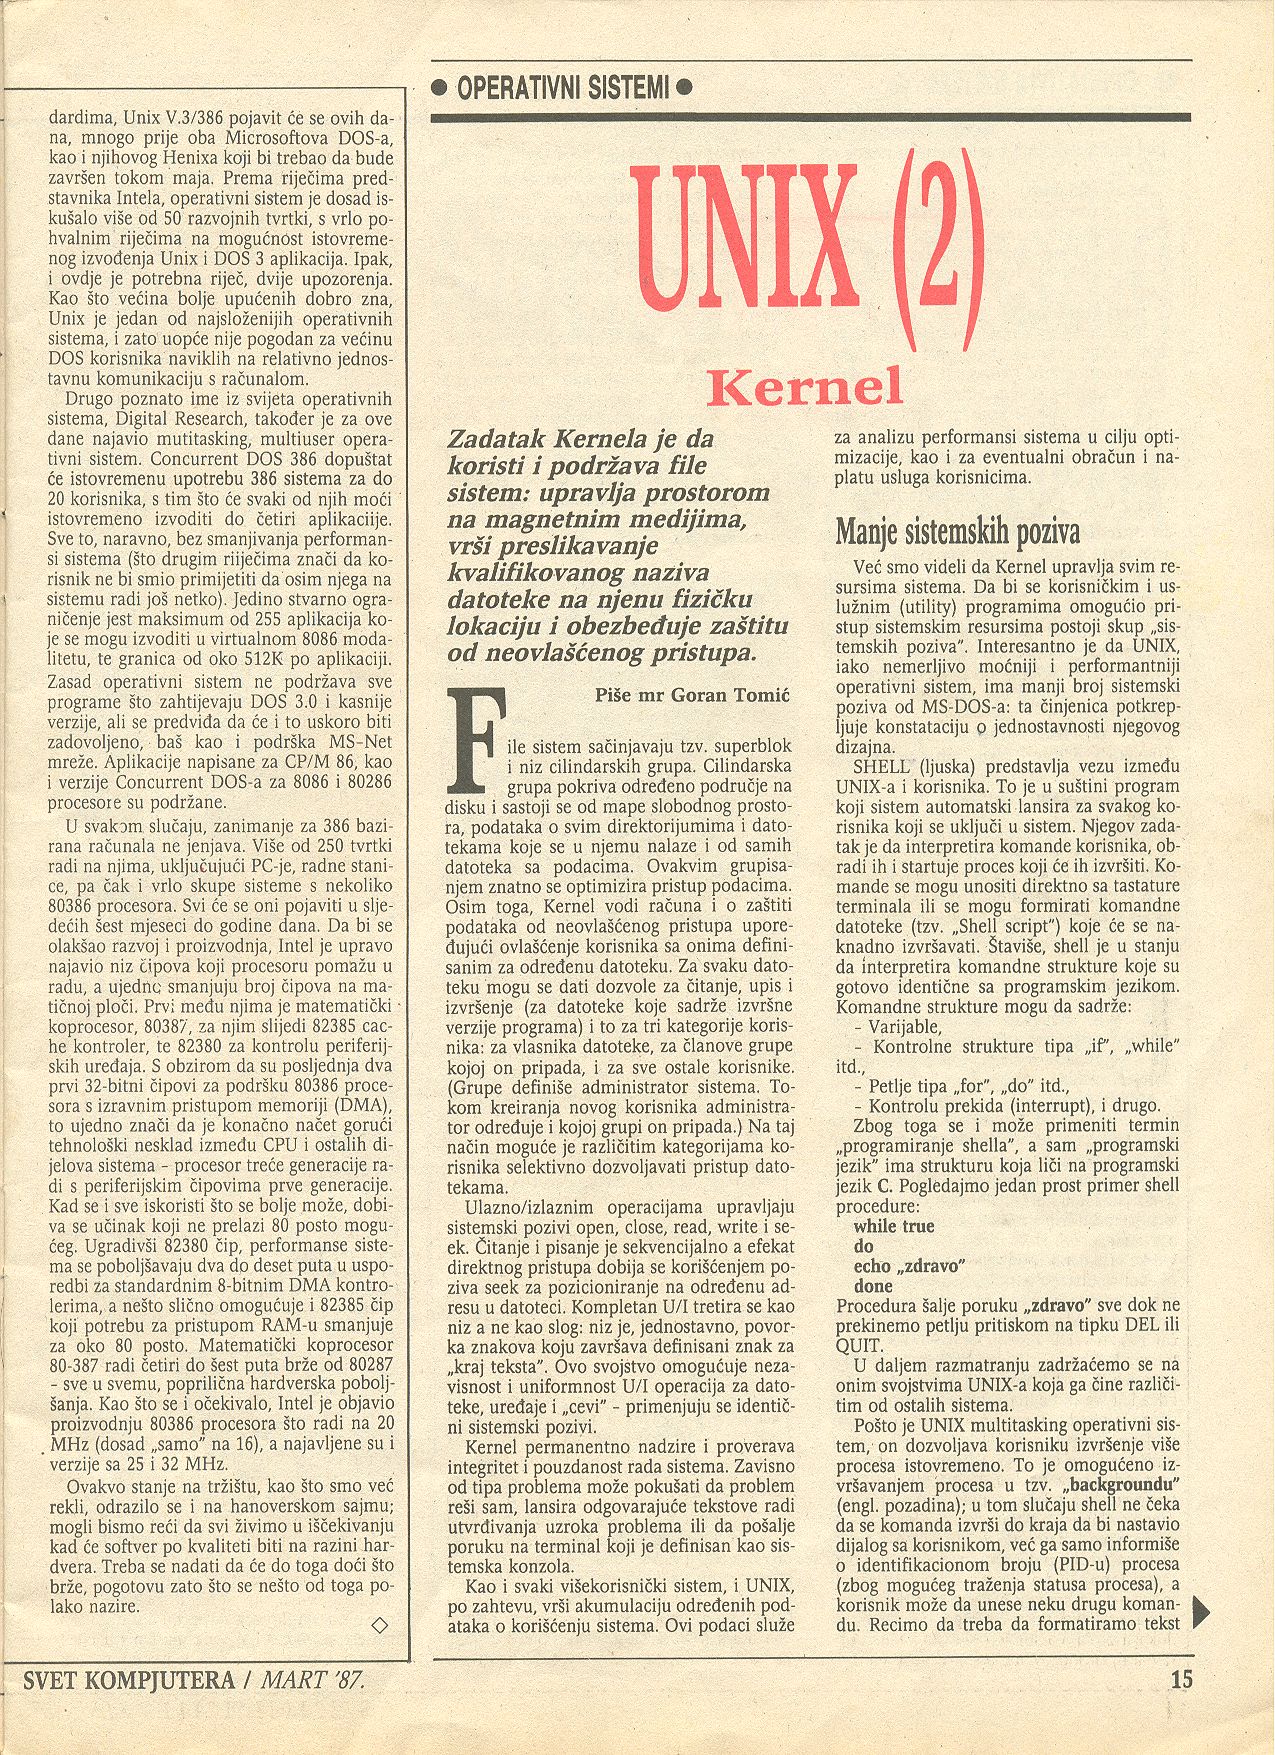 dardima, Unix V.3/386 pojavit će se ovih da-
na, mnogo prije oba Microsoftova DOS-a,
kao i njihovog Henixa koji bi trebao da bude
završen tokom maja. Prema riječima pred-
stavnika Intela, operativni sistem je dosad is-
kušalo više od 50 razvojnih tvrtki, s vrlo po-
hvalnim riječima na mogućnost istovreme-
nog izvođenja Unix i DOS 3 aplikacija. Ipak,
i ovdje je potrebna riječ, dvije upozorenja.
Kao što većina bolje upućenih dobro zna,
Unix je jedan od najsloženijih operativnih
sistema, i zato uopće nije pogodan za većinu
DOS korisnika naviklih na relativno jednos-
tavnu komunikaciju s računalom.
Drugo poznato ime iz svijeta operativnih
sistema, Digital Research, također je za ove
dane najavio mutitasking, multiuser opera-
tivni sistem. Concurrent DOS 386 dopuštat
će istovremenu upotrebu 386 sistema za do
20 korisnika, s tim što će svaki od njih moći
istovremeno izvoditi do četiri aplikaciije.
Sve to, naravno, bez smanjivanja performan-
si sistema (što drugim riiječima znači da ko-
risnik ne bi smio primijetiti da osim njega na
sistemu radi još netko). Jedino stvarno ogra-
ničenje jest maksimum od 255 aplikacija ko-
je se mogu izvoditi u virtualnom 8086 moda-
litetu, te granica od oko 512K po aplikaciji.
Zasad operativni sistem ne podržava sve
programe što zahtijevaju DOS 3.0 i kasnije
verzije, ali se predviđa da će i to uskoro biti
zadovoljeno, baš kao i podrška MS-Net
mreže. Aplikacije napisane za CP/M 86, kao
i verzije Concurrent DOS-a za 8086 i 80286
procesore su podržane.
U svakom slučaju, zanimanje za 386 bazi-
rana računala ne jenjava. Više od 250 tvrtki
radi na njima, uključujući PC-je, radne stani-
ce, pa čak i vrlo skupe sisteme s nekoliko
80386 procesora. Svi će se oni pojaviti u slje-
dećih šest mjeseci do godine dana. Da bi se
olakšao razvoj i proizvodnja, Intel je upravo
najavio niz čipova koji procesoru pomažu u
radu, a ujedno smanjuju broj čipova na ma-
tičnoj ploči. Prvi među njima je matematički
koprocesor, 80387, za njim slijedi 82385 cac-
he kontroler, te 82380 za kontrolu periferij-
skih uređaja. S obzirom da su posljednja dva
prvi 32-bitni čipovi za podršku 80386 proce-
sora s izravnim pristupom memoriji (DMA),
to ujedno znači da je konačno načet gorući
tehnološki nesklad između CPU i ostalih di-
jelova sistema – procesor treće generacije ra-
di s periferijskim čipovima prve generacije.
Kad se i sve iskoristi što se bolje može, dobi-
va se učinak koji ne prelazi 80 posto mogu-
ćeg. Ugradivši 82380 čip, performanse siste-
ma se poboljšavaju dva do deset puta u uspo-
redbi za standardnim 8-bitnim DMA kontro-
lerima, a nešto slično omogućuje i 82385 čip
koji potrebu za pristupom RAM-u smanjuje
za oko 80 posto. Matematički koprocesor
80-387 radi četiri do šest puta brže od 80287
– sve u svemu, poprilična hardverska pobolj-
šanja. Kao što se i očekivalo, Intel je objavio
proizvodnju 80386 procesora što radi na 20
MHz (dosad „samo” na 16), a najavljene su i
verzije sa 25 i 32 MHz.
Ovakvo stanje na tržištu, kao što smo već
rekli, odrazilo se i na hanoverskom sajmu;
mogli bismo reći da svi živimo u iščekivanju
kad će softver po kvaliteti biti na razini har-
dvera. Treba se nadati da će do toga doći što
brže, pogotovu zato što se nešto od toga po-
lako nazire.
● OPERATIVNI SISTEMI ●
UNIX (2)
Kernel
Zadatak Kernela je da
koristi i podržava file
sistem: upravlja prostorom
na magnetnim medijima,
vrši preslikavanje
kvalifikovanog naziva
datoteke na njenu fizičku
lokaciju i obezbeđuje zaštitu
od neovlašćenog pristupa.
Piše mr Goran Tomić
File sistem sačinjavaju tzv. superblok
i niz cilindarskih grupa. Cilindarska
grupa pokriva određeno područje na
disku i sastoji se od mape slobodnog prosto-
ra, podataka o svim direktorijumima i dato-
tekama koje se u njemu nalaze i od samih
datoteka sa podacima. Ovakvim grupisa-
njem znatno se optimizira pristup podacima.
Osim toga, Kernel vodi računa i o zaštiti
podataka od neovlašćenog pristupa upore-
đujući ovlašćenje korisnika sa onima defini-
sanim za određenu datoteku. Za svaku dato-
teku mogu se dati dozvole za čitanje, upis i
izvršenje (za datoteke koje sadrže izvršne
verzije programa) i to za tri kategorije koris-
nika: za vlasnika datoteke, za članove grupe
kojoj on pripada, i za sve ostale korisnike.
(Grupe definiše administrator sistema. To-
kom kreiranja novog korisnika administra-
tor određuje i kojoj grupi on pripada.) Na taj
način moguće je različitim kategorijama ko-
risnika selektivno dozvoljavati pristup dato-
tekama.
Ulazno/izlaznim operacijama upravljaju
sistemski pozivi open, close, read, write i se-
ek. Čitanje i pisanje je sekvencijalno a efekat
direktnog pristupa dobija se korišćenjem po-
ziva seek za pozicioniranje na određenu ad-
resu u datoteci. Kompletan U/I tretira se kao
niz a ne kao slog: niz je, jednostavno, povor-
ka znakova koju završava definisani znak za
„kraj teksta”. Ovo svojstvo omogućuje neza-
visnost i uniformnost U/I operacija za dato-
teke, uređaje i „cevi” – primenjuju se identič-
ni sistemski pozivi.
Kernel permanentno nadzire i proverava
integritet i pouzdanost rada sistema. Zavisno
od tipa problema može pokušati da problem
reši sam, lansira odgovarajuće tekstove radi
utvrđivanja uzroka problema ili da pošalje
poruku na terminal koji je definisan kao sis-
temska konzola.
Kao i svaki višekorisnički sistem, i UNIX,
po zahtevu, vrši akumulaciju određenih pod-
ataka o korišćenju sistema. Ovi podaci služe
za analizu performansi sistema u cilju opti-
mizacije, kao i za eventualni obračun i na-
platu usluga korisnicima.
Manje sistemskih poziva
Već smo videli da Kernel upravlja svim re-
sursima sistema. Da bi se korisničkim i us-
lužnim (utility) programima omogućio pri-
stup sistemskim resursima postoji skup „sis-
temskih poziva”. Interesantno je da UNIX,
iako nemerljivo moćniji i performantniji
operativni sistem, ima manji broj sistemski
poziva od MS-DOS-a: ta činjenica potkrep-
ljuje konstataciju o jednostavnosti njegovog
dizajna.
SHELL (ljuska) predstavlja vezu između
UNIX-a i korisnika. To je u suštini program
koji sistem automatski lansira za svakog ko-
risnika koji se uključi u sistem. Njegov zada-
tak je da interpretira komande korisnika, ob-
radi ih i startuje proces koji će ih izvršiti. Ko-
mande se mogu unositi direktno sa tastature
terminala ili se mogu formirati komandne
datoteke (tzv. „Shell script”) koje će se na-
knadno izvršavati. Štaviše, shell je u stanju
da interpretira komandne strukture koje su
gotovo identične sa programskim jezikom.
Komandne strukture mogu da sadrže:
– Varijable,
– Kontrolne strukture tipa „if”, „while”
itd.,
– Petlje tipa „for”, „do” itd.,
– Kontrolu prekida (interrupt), i drugo.
Zbog toga se i može primeniti termin
„programiranje shella”, a sam „programski
jezik” ima strukturu koja liči na programski
jezik C. Pogledajmo jedan prost primer shell
procedure:
while true
do
echo „zdravo”
done
Procedura šalje poruku „zdravo” sve dok ne
prekinemo petlju pritiskom na tipku DEL ili
QUIT.
U daljem razmatranju zadržaćemo se na
onim svojstvima UNIX-a koja ga čine različi-
tim od ostalih sistema.
Pošto je UNIX multitasking operativni sis-
tem, on dozvoljava korisniku izvršenje više
procesa istovremeno. To je omogućeno iz-
vršavanjem procesa u tzv. „backgroundu”
(engl. pozadina); u tom slučaju shell ne čeka
da se komanda izvrši do kraja da bi nastavio
dijalog sa korisnikom, već ga samo informiše
o identifikacionom broju (PID-u) procesa
(zbog mogućeg traženja statusa procesa), a
korisnik može da unese neku drugu koman-
du. Recimo da treba da formatiramo tekst
SVET KOMPJUTERA / MART '87.
15